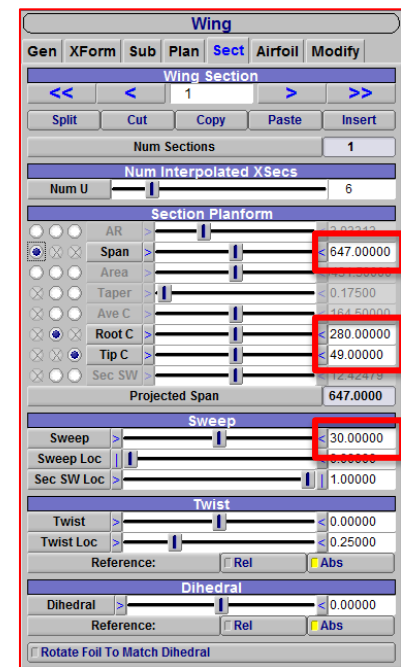 Wing
Gen XForm Sub Plan Sect Airfoil Modify
Wing Section
<< < 1 > >>
Split Cut Copy Paste Insert
Num Sections 1
Num Interpolated XSecs
Num U 6
Section Planform
AR >
Span > < 647.00000
Area >
Taper > < 0.17500
Ave C > < 164.50000
Root C > < 280.00000
Tip C > < 49.00000
Sec SW > < 12.42479
Projected Span 647.0000
Sweep
Sweep > < 30.00000
Sweep Loc |
Sec SW Loc > | 1.00000
Twist
Twist > < 0.00000
Twist Loc > < 0.25000
Reference: Rel Abs
Dihedral
Dihedral > < 0.00000
Reference: Rel Abs
Rotate Foil To Match Dihedral